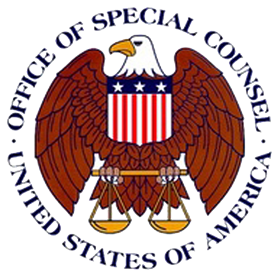 · OFFICE OF SPECIAL COUNSEL ·
UNITED STATES OF AMERICA